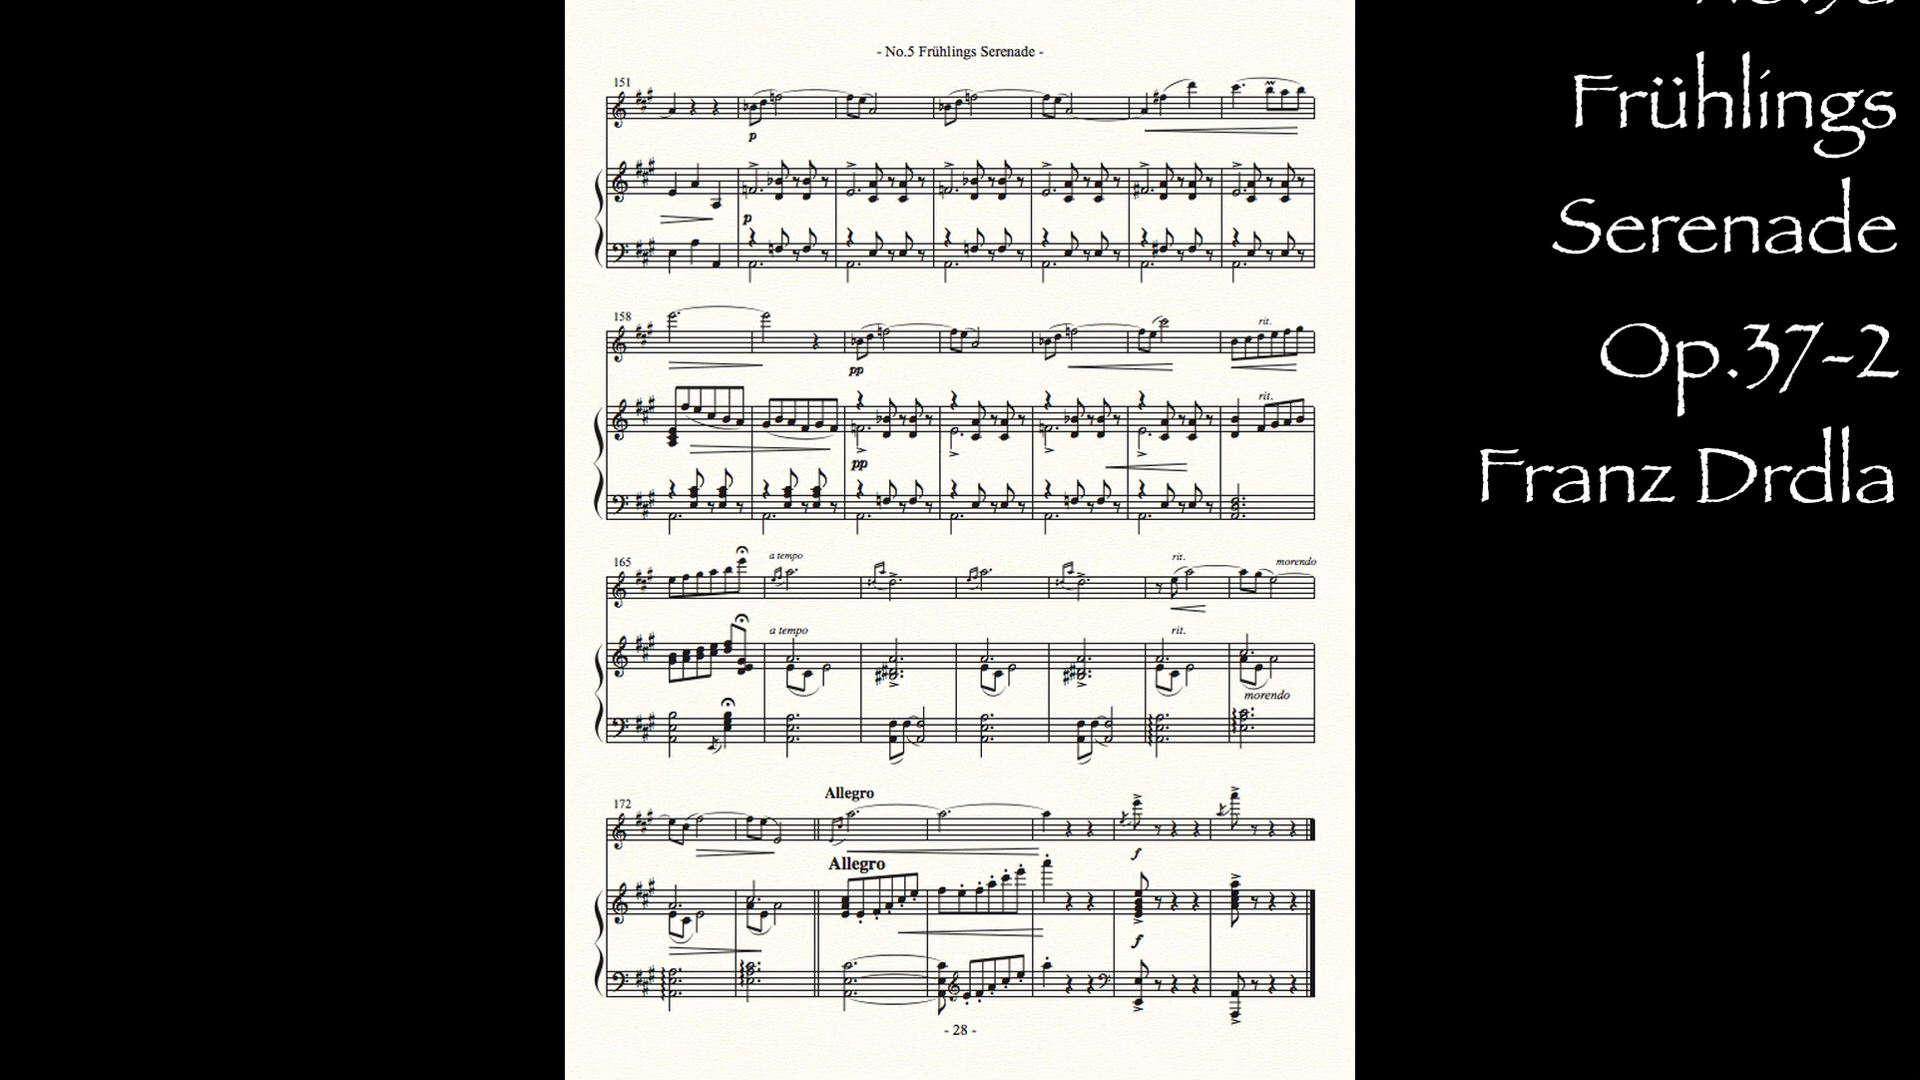 - No.5 Frühlings Serenade -
151
p
p
158
rit.
pp
rit.
pp
165
a tempo
rit.
morendo
a tempo
rit.
morendo
172
Allegro
f
Allegro
f
- 28 -
Frühlings
Serenade
Op.37-2
Franz Drdla